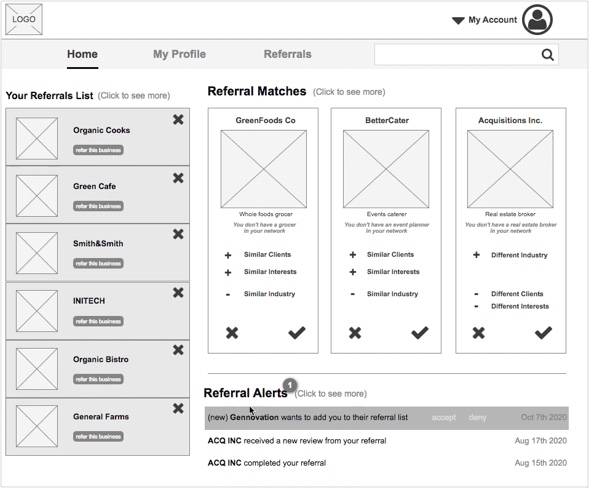 LOGO
My Account
Home
My Profile
Referrals
Your Referrals List (Click to see more)
Organic Cooks
refer this business
Green Cafe
refer this business
Smith&Smith
refer this business
INITECH
refer this business
Organic Bistro
refer this business
General Farms
refer this business
Referral Matches (Click to see more)
GreenFoods Co
Whole foods grocer
You don't have a grocer
in your network
+ Similar Clients
+ Similar Interests
- Similar Industry
BetterCater
Events caterer
You don't have an event planner
in your network
+ Similar Clients
+ Similar Interests
- Similar Industry
Acquisitions Inc.
Real estate broker
You don't have a real estate broker
in your network
+ Different Industry
- Different Clients
- Different Interests
Referral Alerts 1 (Click to see more)
(new) Gennovation wants to add you to their referral list accept deny Oct 7th 2020
ACQ INC received a new review from your referral Aug 17th 2020
ACQ INC completed your referral Aug 15th 2020